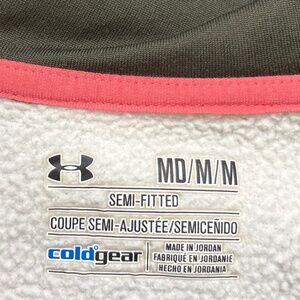 MD/M/M
SEMI-FITTED
COUPE SEMI-AJUSTÉE/SEMICEÑIDO
coldgear
MADE IN JORDAN
FABRIQUÉ EN JORDANIE
HECHO EN JORDANIA